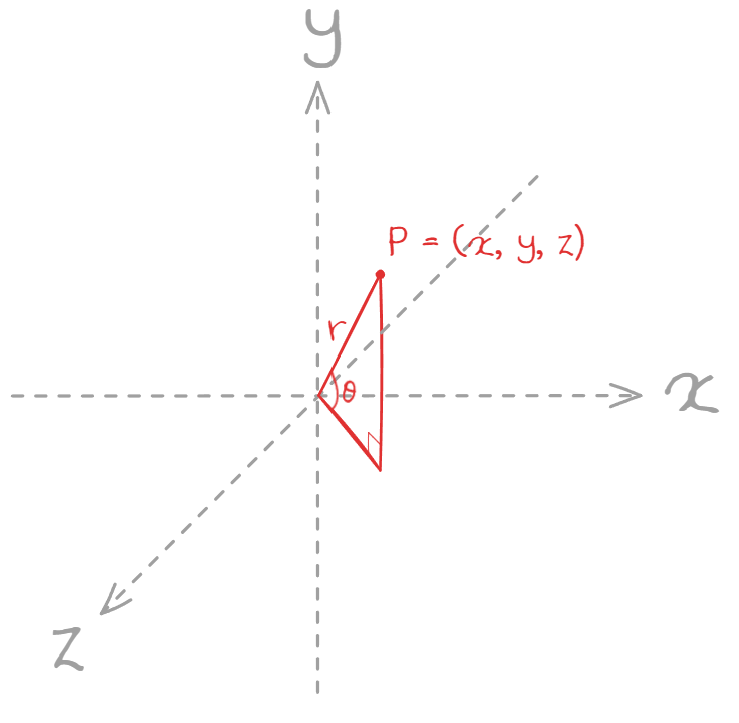 y
P = (x, y, z)
r
θ
x
z